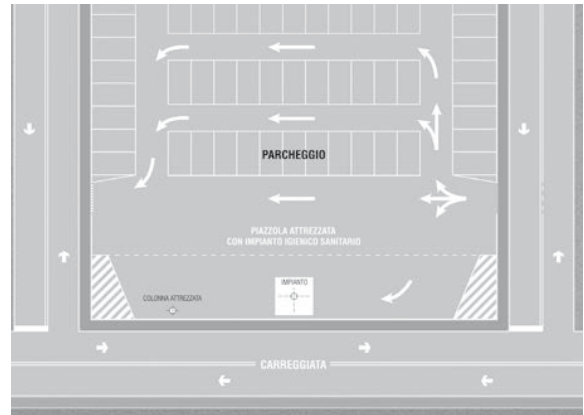 PARCHEGGIO
PIAZZOLA ATTREZZATA
CON IMPIANTO IGIENICO SANITARIO
IMPIANTO
COLONNA ATTREZZATA
CARREGGIATA